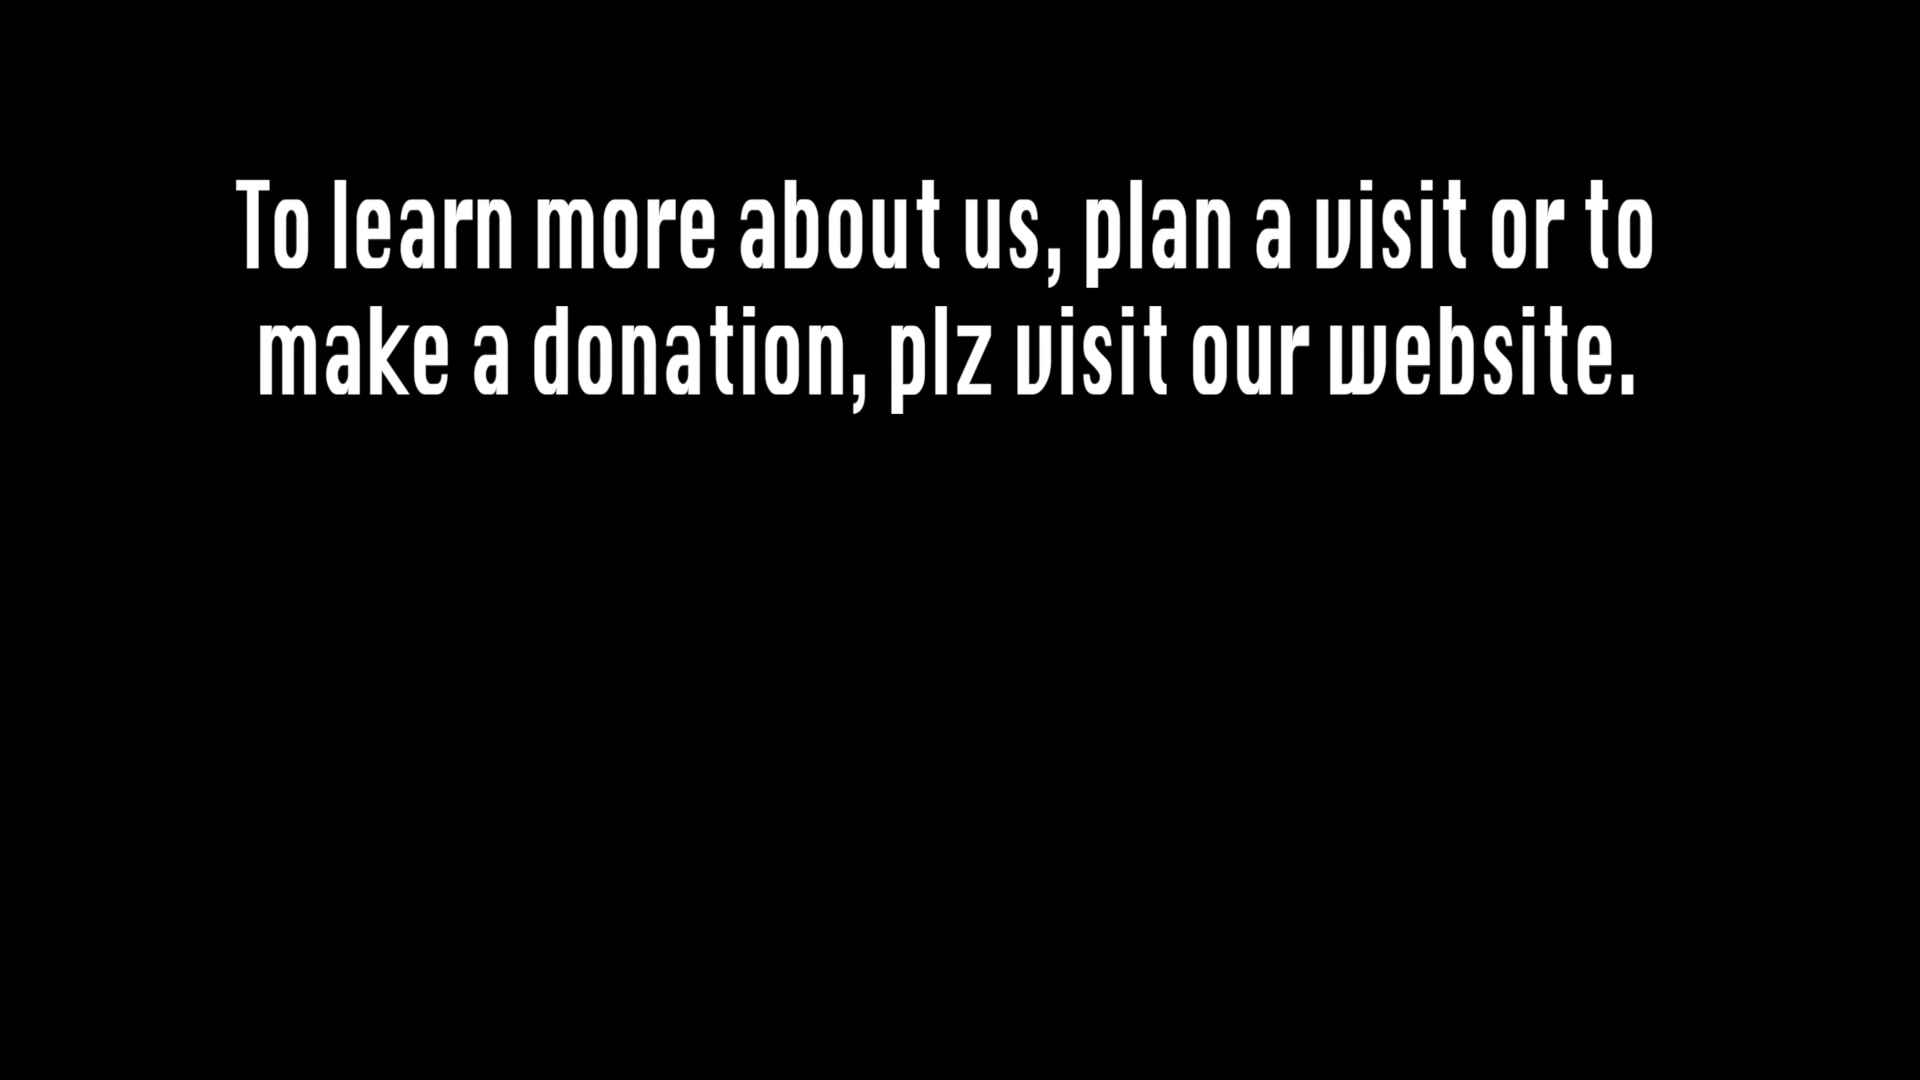 To learn more about us, plan a visit or to
make a donation, plz visit our website.